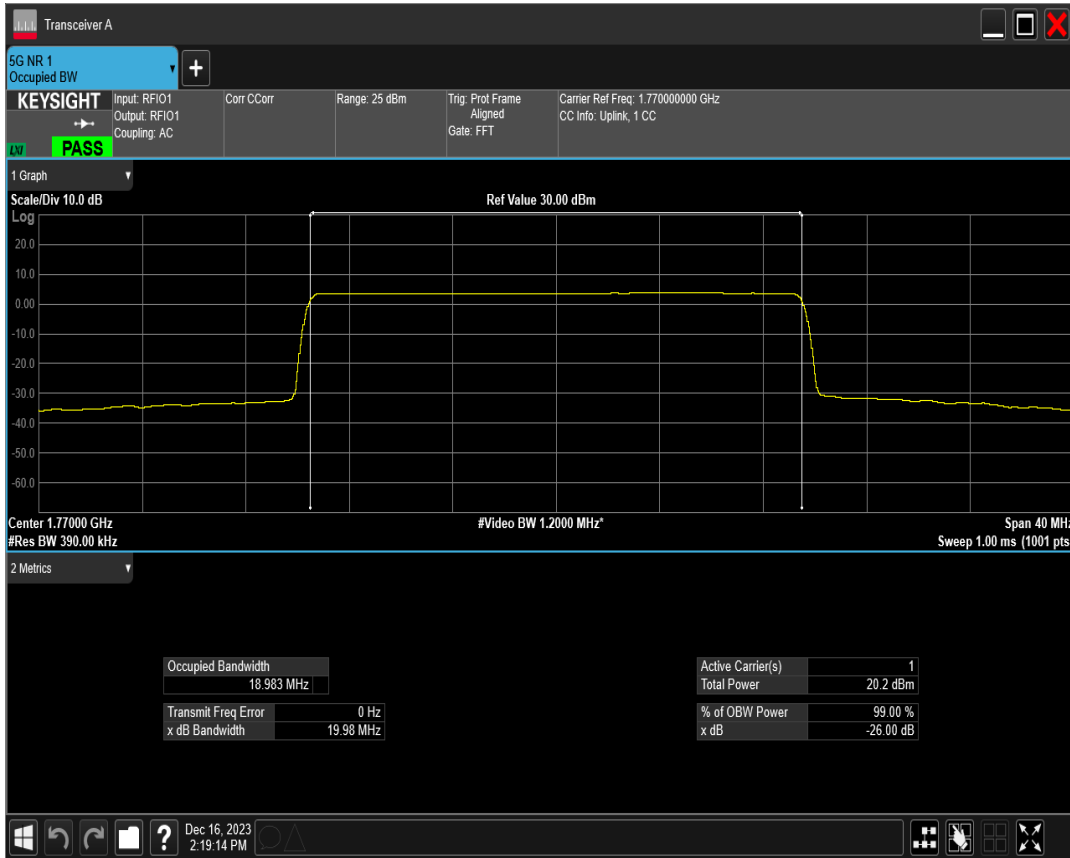 Transceiver A
5G NR 1
Occupied BW
KEYSIGHT
LXI
PASS
Input: RFIO1
Output: RFIO1
Coupling: AC
Corr CCorr
Range: 25 dBm
Trig: Prot Frame
Aligned
Gate: FFT
Carrier Ref Freq: 1.770000000 GHz
CC Info: Uplink, 1 CC
1 Graph
Scale/Div 10.0 dB
Ref Value 30.00 dBm
Log
20.0
10.0
0.00
-10.0
-20.0
-30.0
-40.0
-50.0
-60.0
Center 1.77000 GHz
#Video BW 1.2000 MHz*
Span 40 MHz
#Res BW 390.00 kHz
Sweep 1.00 ms (1001 pts
2 Metrics
Occupied Bandwidth
18.983 MHz
Transmit Freq Error 0 Hz
x dB Bandwidth 19.98 MHz
Active Carrier(s) 1
Total Power 20.2 dBm
% of OBW Power 99.00 %
x dB -26.00 dB
?
Dec 16, 2023
2:19:14 PM